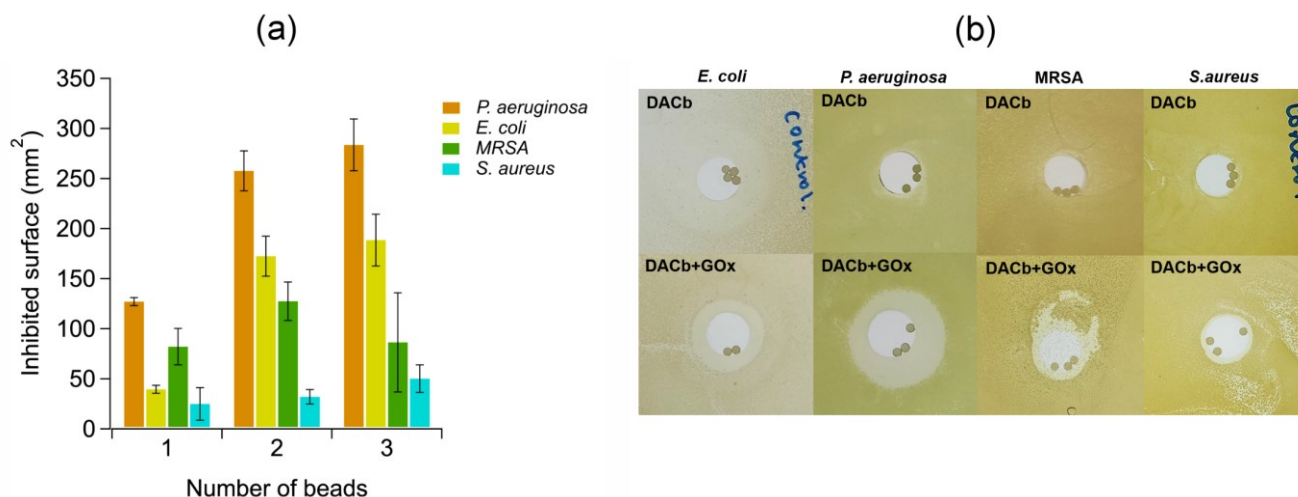 (a)
350
300
250
200
150
100
50
0
Inhibited surface (mm²)
1
2
3
Number of beads
P. aeruginosa
E. coli
MRSA
S. aureus
(b)
E. coli
P. aeruginosa
MRSA
S.aureus
DACb
DACb
DACb
DACb
control.
DACb+GOx
DACb+GOx
DACb+GOx
DACb+GOx